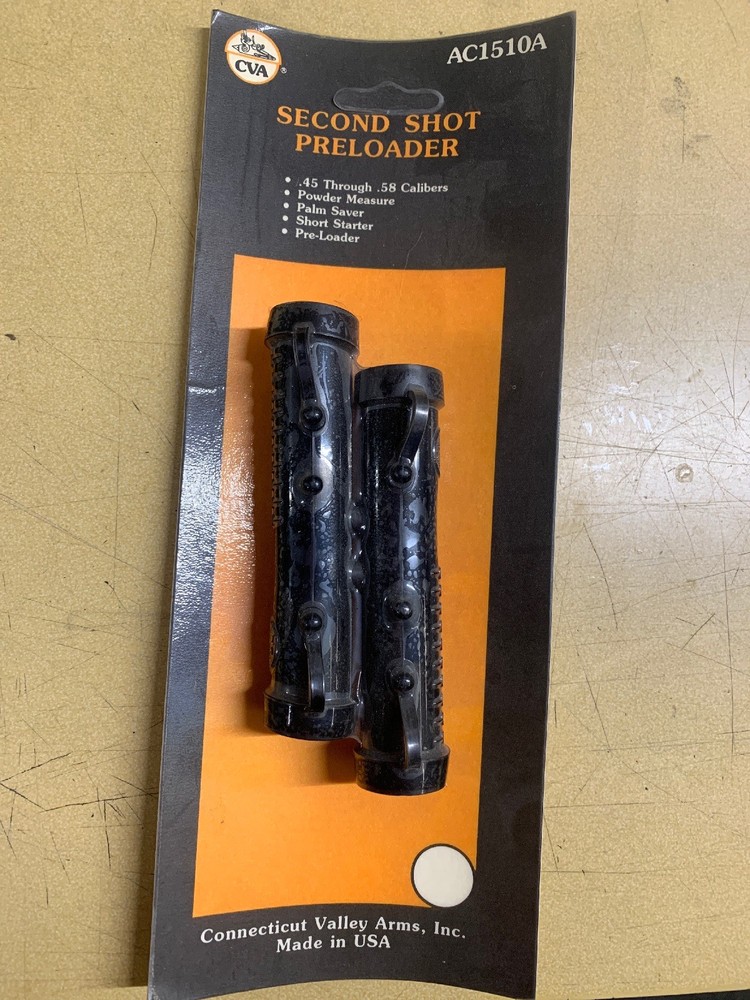 CVA ®
AC1510A
SECOND SHOT
PRELOADER
• .45 Through .58 Calibers
• Powder Measure
• Palm Saver
• Short Starter
• Pre-Loader
Connecticut Valley Arms, Inc.
Made in USA